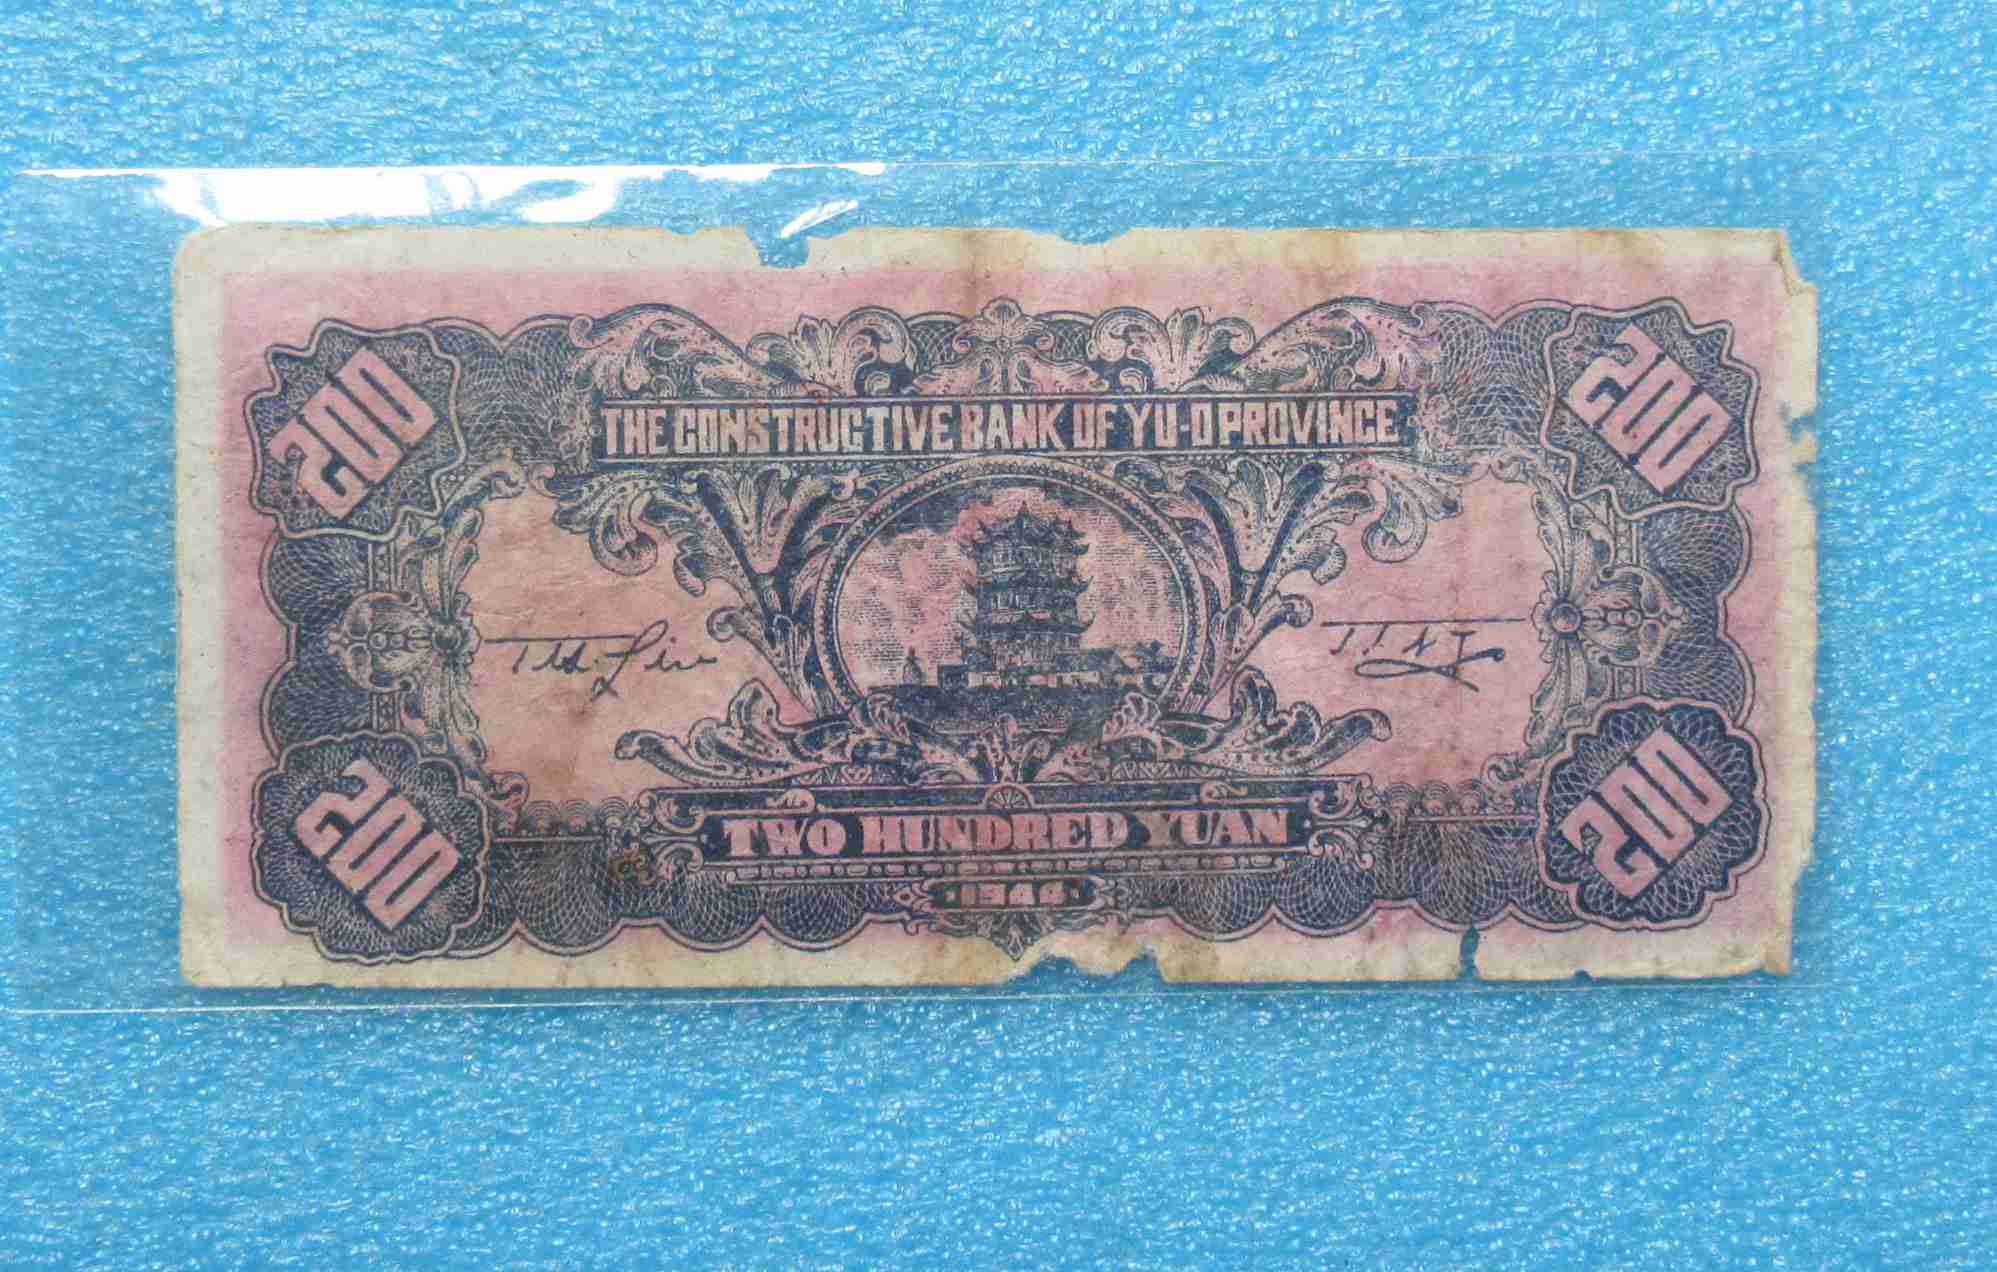 200
200
THE CONSTRUCTIVE BANK OF YU-O PROVINCE
200
200
TWO HUNDRED YUAN
1944